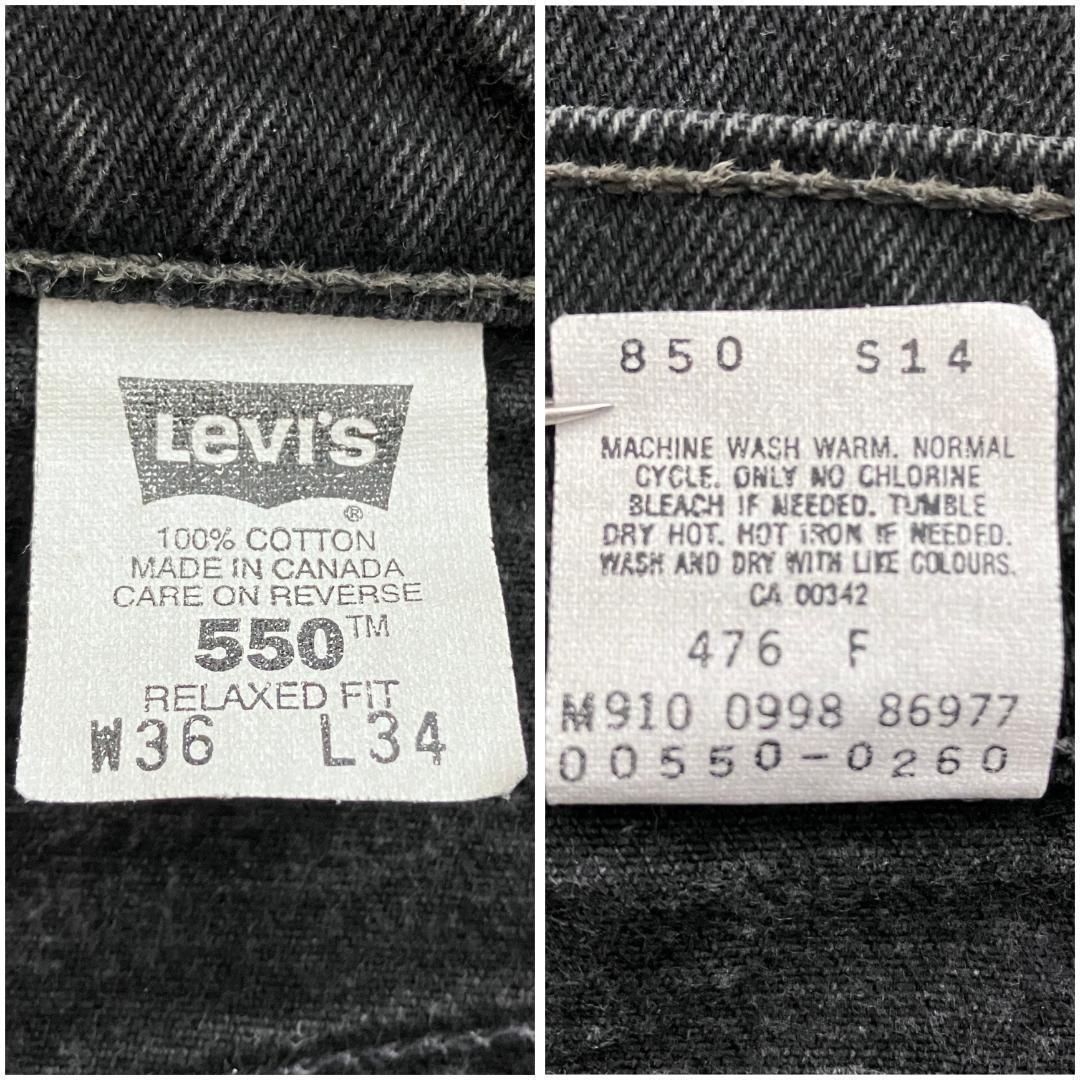 Levi's
®
100% COTTON
MADE IN CANADA
CARE ON REVERSE
550™
RELAXED FIT
W36 L34
850 S14
MACHINE WASH WARM. NORMAL
CYCLE. ONLY NO CHLORINE
BLEACH IF NEEDED. TUMBLE
DRY HOT. HOT IRON IF NEEDED.
WASH AND DRY WITH LIKE COLOURS.
CA 00342
476 F
M910 0998 86977
00550-0260